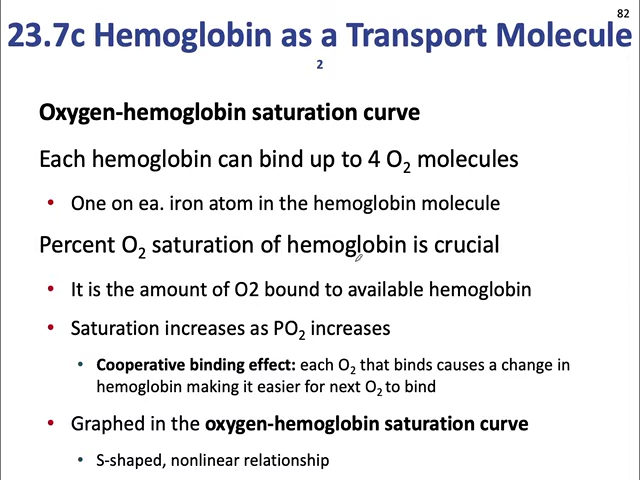 82
23.7c Hemoglobin as a Transport Molecule
2
Oxygen-hemoglobin saturation curve
Each hemoglobin can bind up to 4 O₂ molecules
• One on ea. iron atom in the hemoglobin molecule
Percent O₂ saturation of hemoglobin is crucial
• It is the amount of O2 bound to available hemoglobin
• Saturation increases as PO₂ increases
• Cooperative binding effect: each O₂ that binds causes a change in
hemoglobin making it easier for next O₂ to bind
• Graphed in the oxygen-hemoglobin saturation curve
• S-shaped, nonlinear relationship